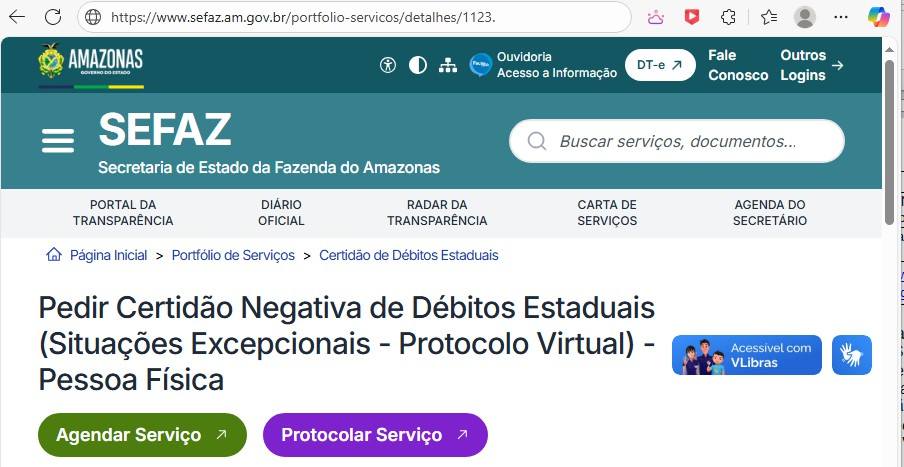 https://www.sefaz.am.gov.br/portfolio-servicos/detalhes/1123.
AMAZONAS
GOVERNO DO ESTADO
Ouvidoria
Acesso a Informação
DT-e
Fale
Conosco
Outros
Logins
SEFAZ
Secretaria de Estado da Fazenda do Amazonas
Buscar serviços, documentos...
PORTAL DA
TRANSPARÊNCIA
DIÁRIO
OFICIAL
RADAR DA
TRANSPARÊNCIA
CARTA DE
SERVIÇOS
AGENDA DO
SECRETÁRIO
Página Inicial > Portfólio de Serviços > Certidão de Débitos Estaduais
Pedir Certidão Negativa de Débitos Estaduais
(Situações Excepcionais - Protocolo Virtual) -
Pessoa Física
Acessível com
VLibras
Agendar Serviço
Protocolar Serviço